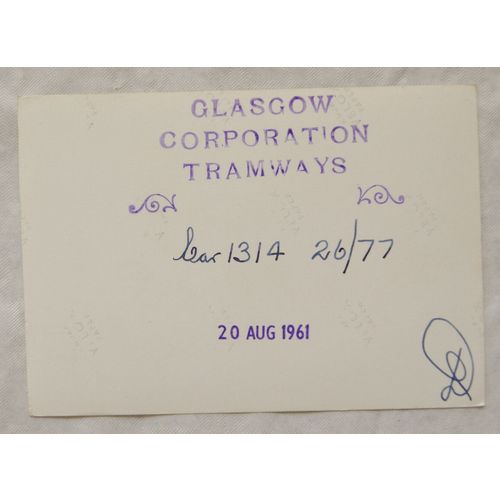 GLASGOW
CORPORATION
TRAMWAYS
Car 1314 26/77
20 AUG 1961